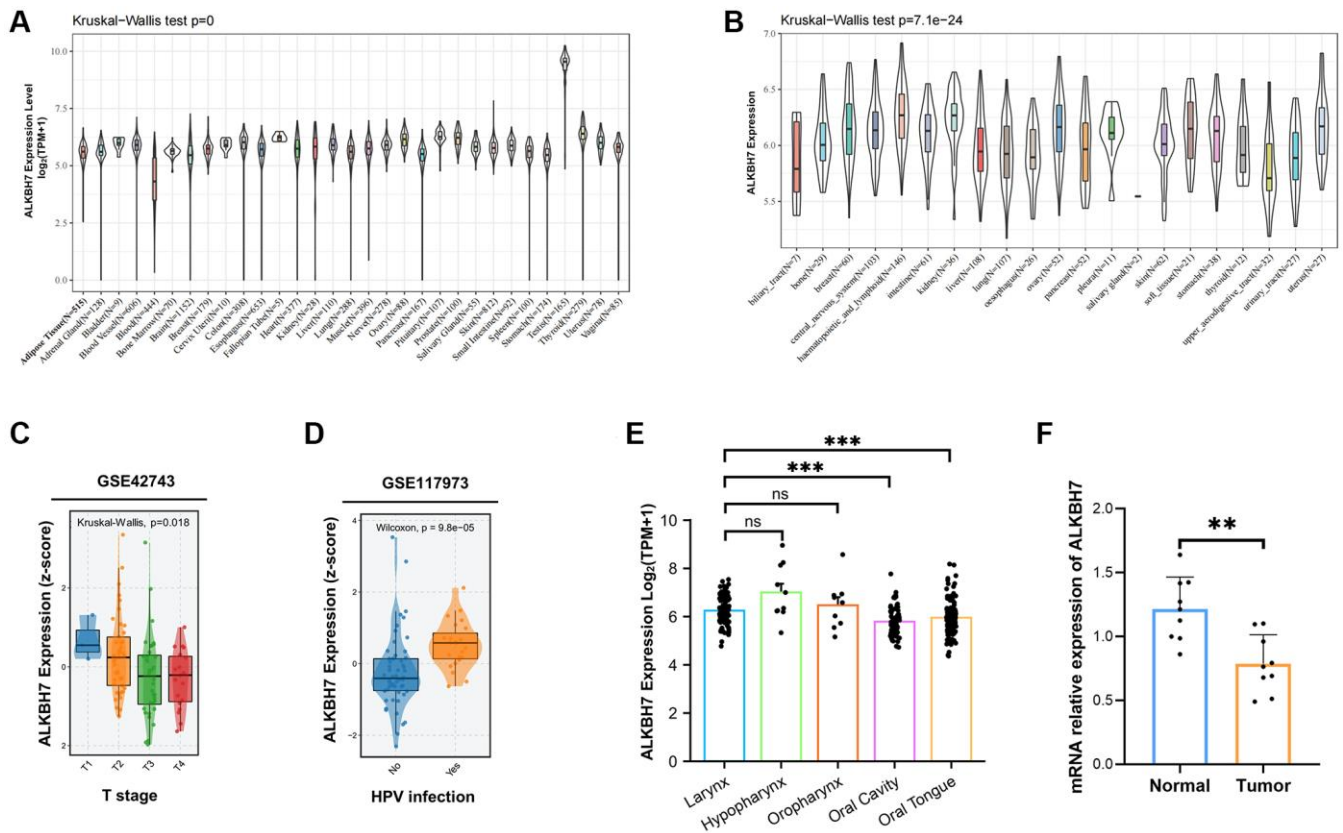 A
Kruskal-Wallis test p=0
ALKBH7 Expression Level
log2(TPM+1)
10.0
7.5
5.0
2.5
0.0
Adipose Tissue(N=515)
Adrenal Gland(N=128)
Bladder(N=9)
Blood Vessel(N=606)
Blood(N=444)
Bone Marrow(N=70)
Brain(N=1152)
Breast(N=179)
Cervix Uteri(N=10)
Colon(N=308)
Esophagus(N=653)
Fallopian Tube(N=5)
Heart(N=377)
Kidney(N=28)
Liver(N=110)
Lung(N=288)
Muscle(N=396)
Nerve(N=278)
Ovary(N=88)
Pancreas(N=167)
Pituitary(N=107)
Prostate(N=100)
Salivary Gland(N=55)
Skin(N=812)
Small Intestine(N=92)
Spleen(N=100)
Stomach(N=174)
Testis(N=165)
Thyroid(N=279)
Uterus(N=78)
Vagina(N=85)
B
Kruskal-Wallis test p=7.1e-24
ALKBH7 Expression
7.0
6.5
6.0
5.5
biliary_tract(N=7)
bone(N=29)
breast(N=60)
central_nervous_system(N=103)
haematopoietic_and_lymphoid(N=146)
intestine(N=61)
kidney(N=36)
liver(N=108)
lung(N=107)
oesophagus(N=26)
ovary(N=52)
pancreas(N=52)
pleura(N=11)
salivary gland(N=2)
skin(N=62)
soft_tissue(N=21)
stomach(N=38)
thyroid(N=12)
upper_aerodigestive_tract(N=32)
urinary_tract(N=27)
uterus(N=27)
C
GSE42743
Kruskal-Wallis, p=0.018
ALKBH7 Expression (z-score)
2
0
2
T1
T2
T3
T4
T stage
D
GSE117973
Wilcoxon, p = 9.8e-05
ALKBH7 Expression (z-score)
4
2
0
−2
No
Yes
HPV infection
E
***
***
ns
ns
ALKBH7 Expression Log2(TPM+1)
10
8
6
4
2
0
Larynx
Hypopharynx
Oropharynx
Oral Cavity
Oral Tongue
F
**
mRNA relative expression of ALKBH7
2.0
1.5
1.0
0.5
0.0
Normal
Tumor